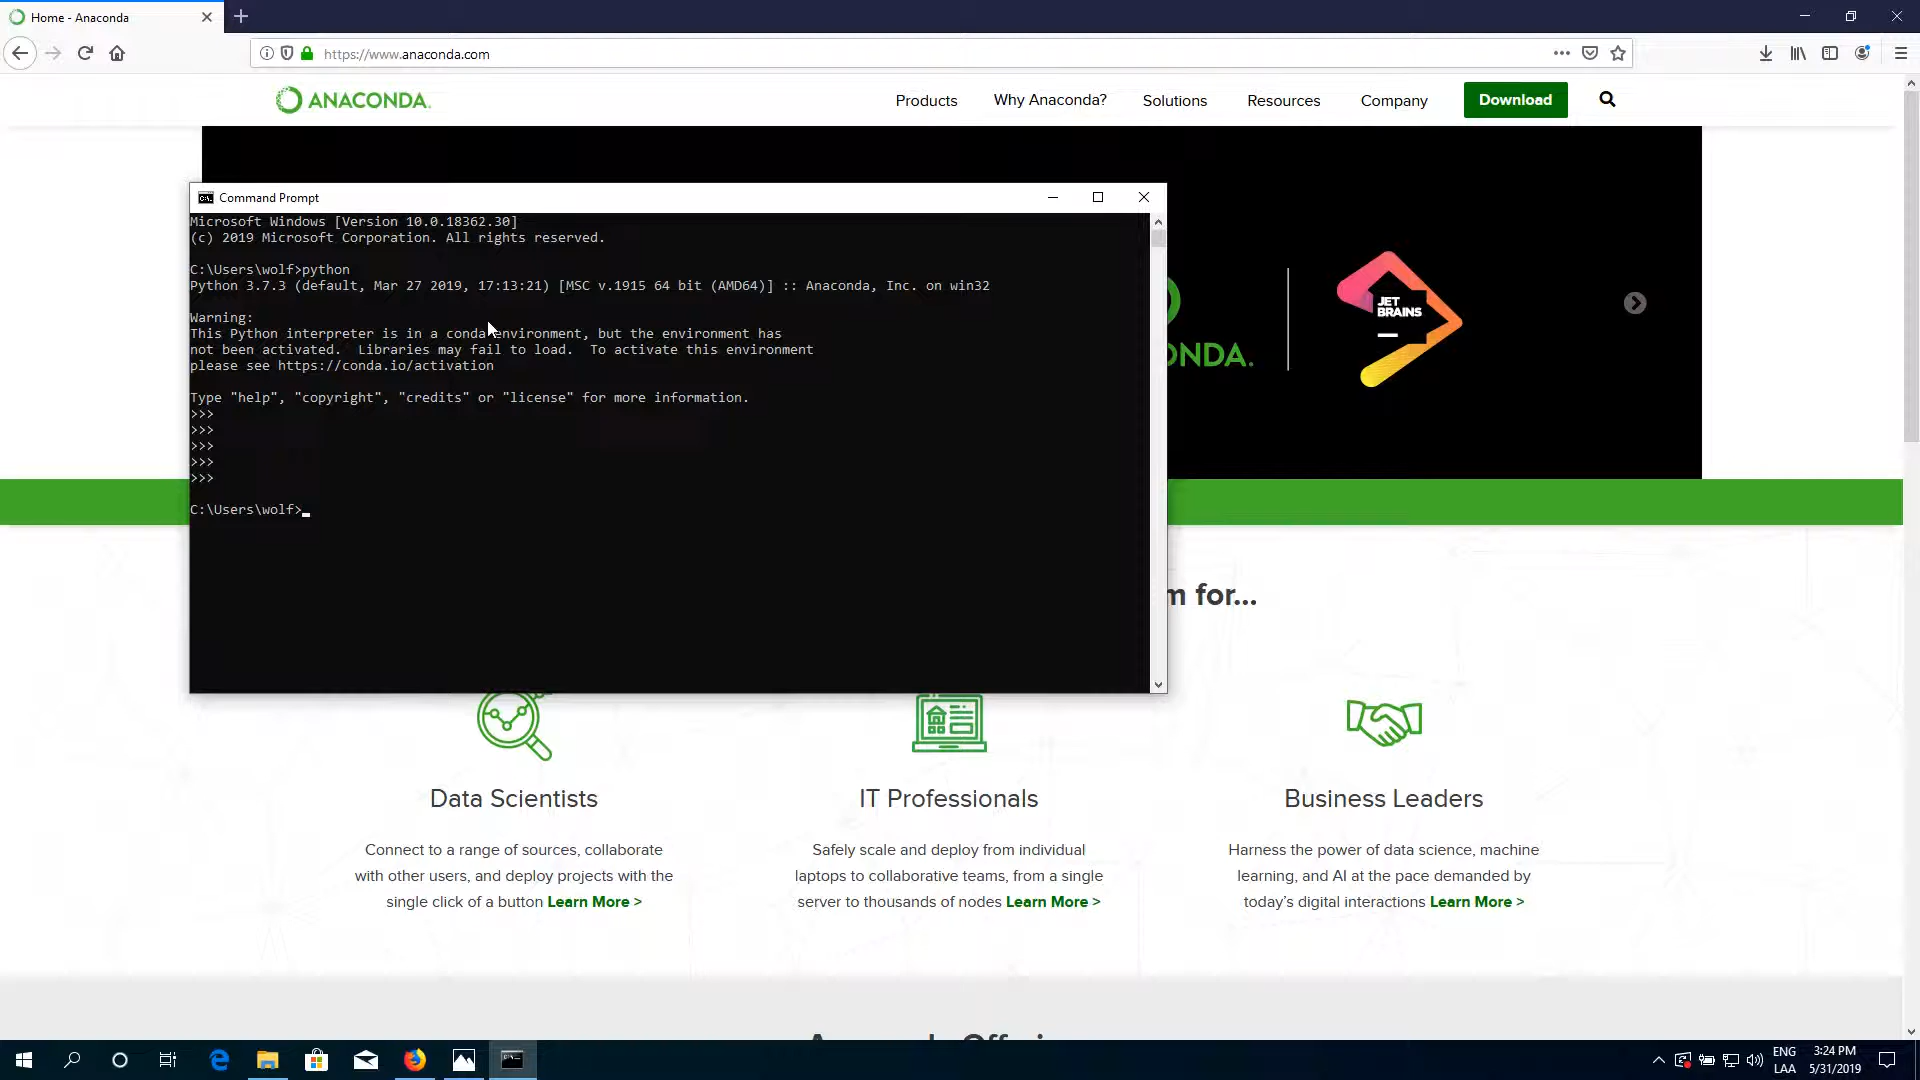 Home - Anaconda
https://www.anaconda.com
ANACONDA.
Products
Why Anaconda?
Solutions
Resources
Company
Download
Command Prompt
Microsoft Windows [Version 10.0.18362.30]
(c) 2019 Microsoft Corporation. All rights reserved.
C:\Users\wolf>python
Python 3.7.3 (default, Mar 27 2019, 17:13:21) [MSC v.1915 64 bit (AMD64)] :: Anaconda, Inc. on win32
Warning:
This Python interpreter is in a conda environment, but the environment has
not been activated.  Libraries may fail to load.  To activate this environment
please see https://conda.io/activation
Type "help", "copyright", "credits" or "license" for more information.
>>>
>>>
>>>
>>>
>>>
C:\Users\wolf>
ONDA.
JET
BRAINS
for...
Data Scientists
Connect to a range of sources, collaborate
with other users, and deploy projects with the
single click of a button Learn More >
IT Professionals
Safely scale and deploy from individual
laptops to collaborative teams, from a single
server to thousands of nodes Learn More >
Business Leaders
Harness the power of data science, machine
learning, and AI at the pace demanded by
today's digital interactions Learn More >
ENG
LAA
3:24 PM
5/31/2019